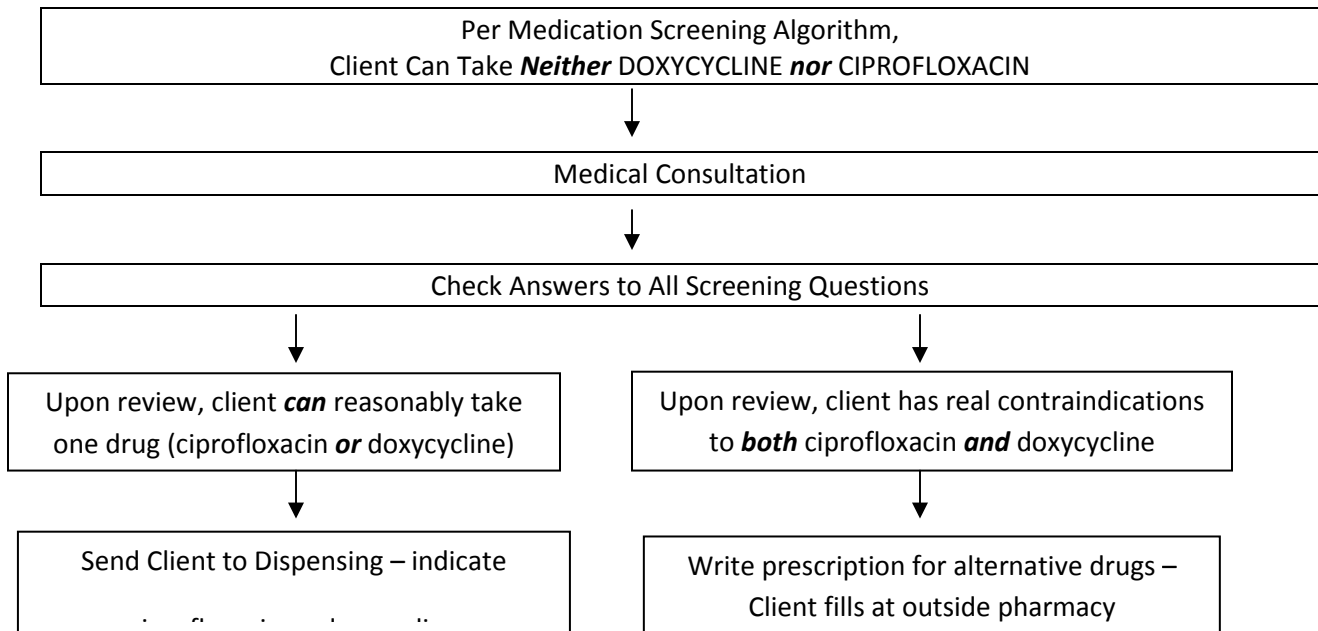 Per Medication Screening Algorithm,
Client Can Take Neither DOXYCYCLINE nor CIPROFLOXACIN
Medical Consultation
Check Answers to All Screening Questions
Upon review, client can reasonably take
one drug (ciprofloxacin or doxycycline)
Upon review, client has real contraindications
to both ciprofloxacin and doxycycline
Send Client to Dispensing – indicate
Write prescription for alternative drugs –
Client fills at outside pharmacy